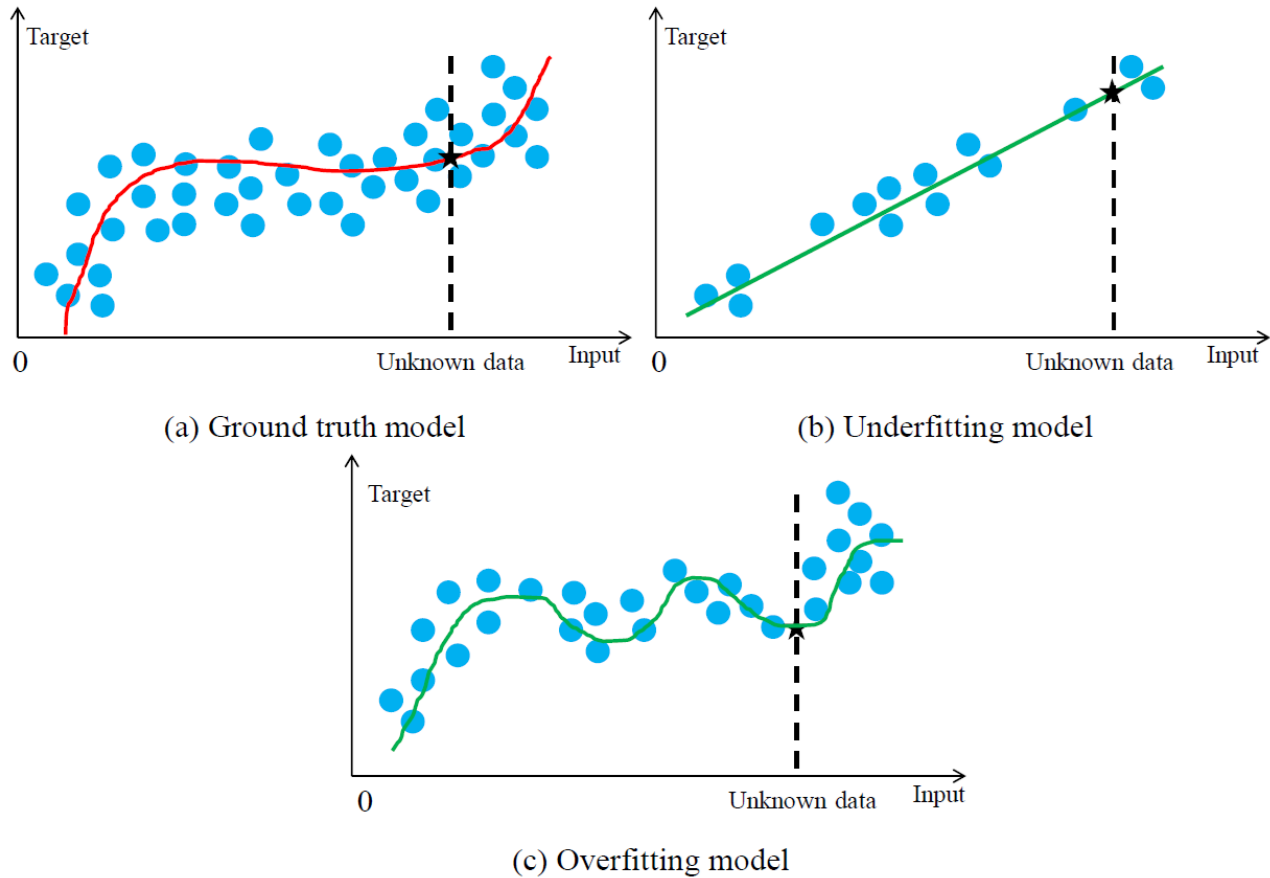 Target
0
Unknown data
Input
(a) Ground truth model
Target
0
Unknown data
Input
(b) Underfitting model
Target
0
Unknown data
Input
(c) Overfitting model